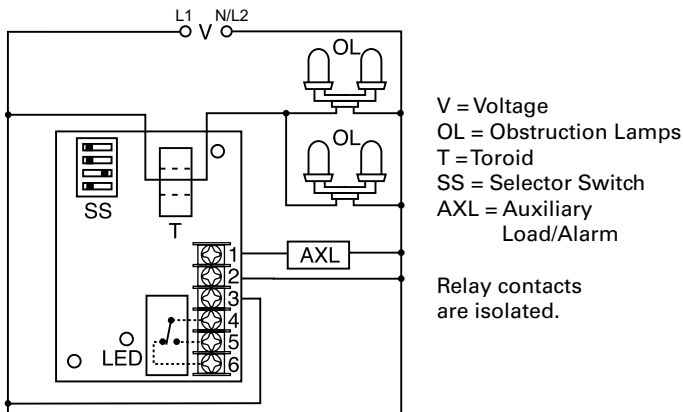 L1 N/L2
V
OL
OL
SS
T
AXL
1
2
3
4
5
6
LED
V = Voltage
OL = Obstruction Lamps
T = Toroid
SS = Selector Switch
AXL = Auxiliary
Load/Alarm
Relay contacts
are isolated.